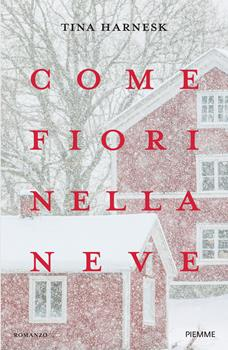 TINA HARNESK
COME
FIORI
NELLA
NEVE
ROMANZO
PIEMME